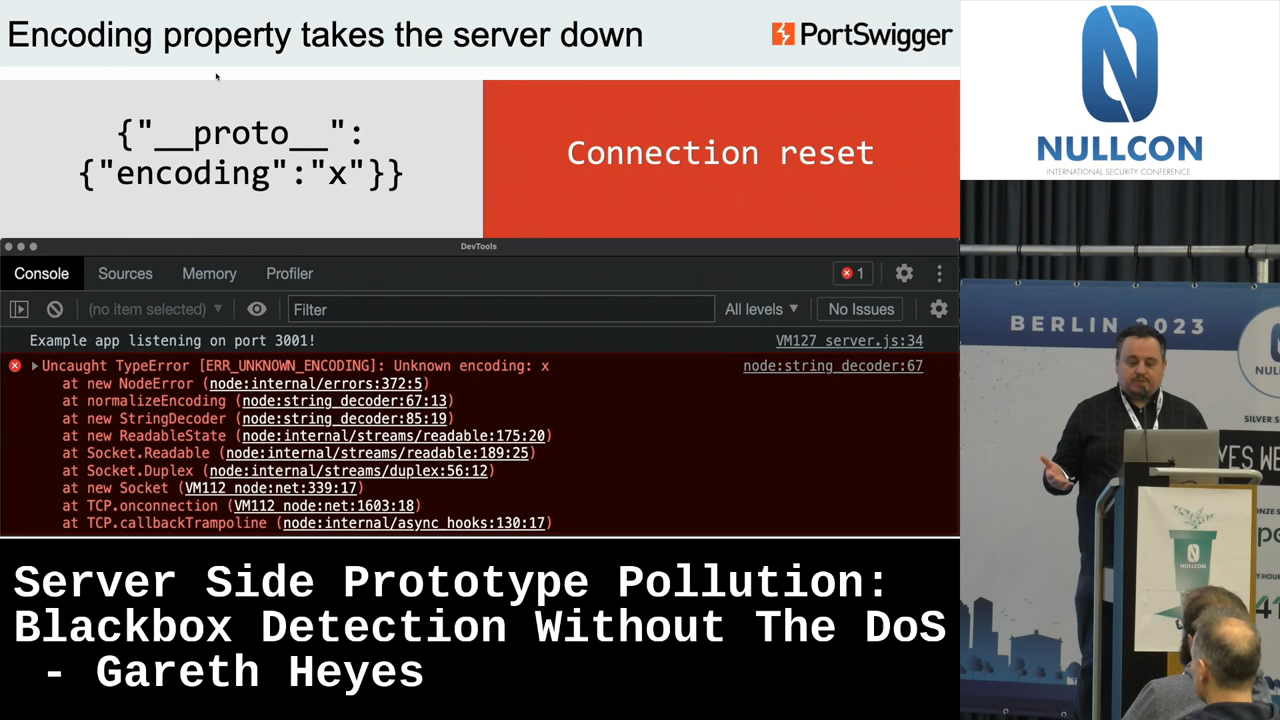 Encoding property takes the server down
PortSwigger
{"__proto__":
{"encoding":"x"}}
Connection reset
DevTools
Console Sources Memory Profiler
1
(no item selected)
Filter
All levels
No Issues
Example app listening on port 3001! VM127 server.js:34
Uncaught TypeError [ERR_UNKNOWN_ENCODING]: Unknown encoding: x node:string_decoder:67
at new NodeError (node:internal/errors:372:5)
at normalizeEncoding (node:string_decoder:67:13)
at new StringDecoder (node:string_decoder:85:19)
at new ReadableState (node:internal/streams/readable:175:20)
at Socket.Readable (node:internal/streams/readable:189:25)
at Socket.Duplex (node:internal/streams/duplex:56:12)
at new Socket (VM112 node:net:339:17)
at TCP.onconnection (VM112 node:net:1603:18)
at TCP.callbackTrampoline (node:internal/async_hooks:130:17)
Server Side Prototype Pollution:
Blackbox Detection Without The DoS
- Gareth Heyes
NULLCON
INTERNATIONAL SECURITY CONFERENCE
BERLIN 2023
SILVER S
YES WE
NULLCON